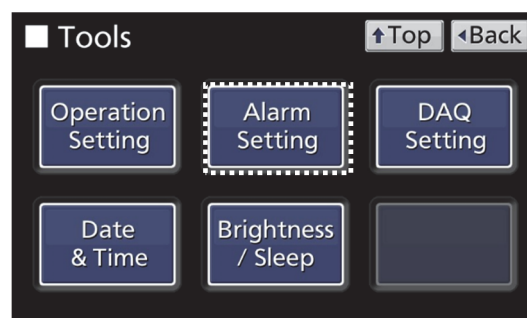 Tools
Top
Back
Operation
Setting
Alarm
Setting
DAQ
Setting
Date
& Time
Brightness
/ Sleep